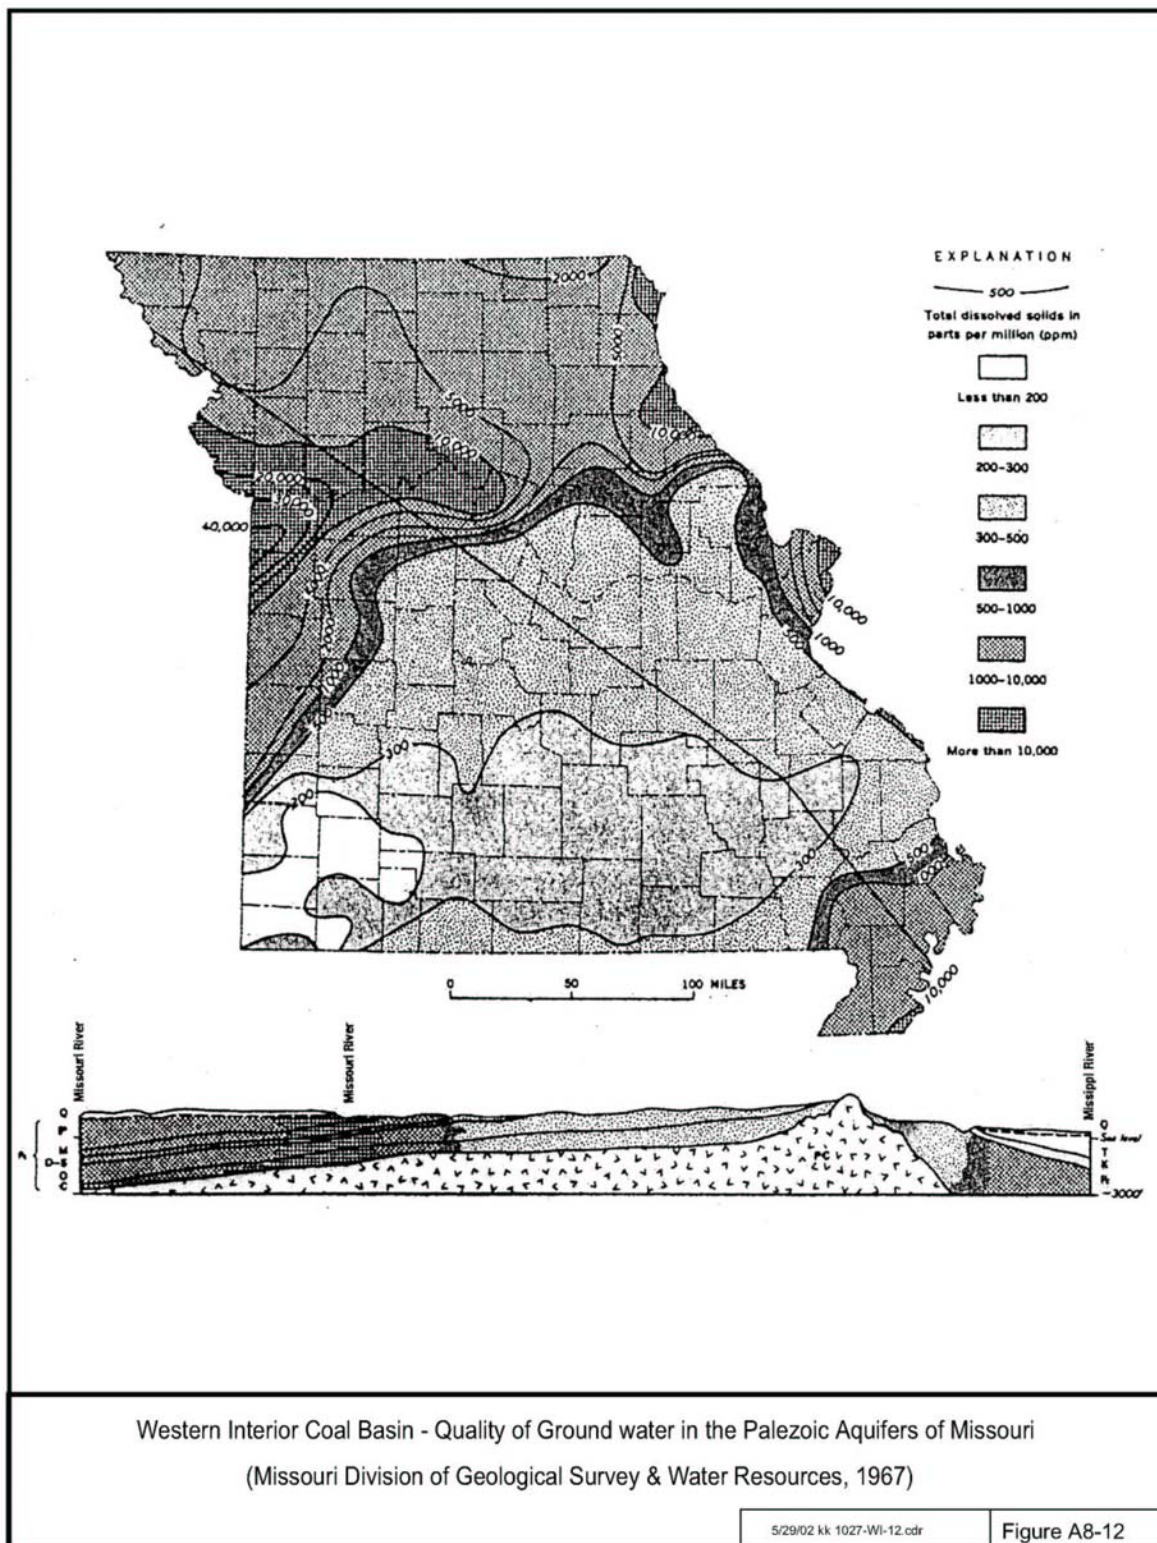 EXPLANATION
500
Total dissolved solids in
parts per million (ppm)
Less than 200
200-300
300-500
500-1000
1000-10,000
More than 10,000
2000
5000
5000
10,000
10,000
20,000
30,000
40,000
10,000
1000
500
1000
300
200
300
500
1000
10,000
0 50 100 MILES
Missouri River
Missouri River
Missippi River
Q
P
M
D
S
O
C
PC
Q
Sea level
T
K
-3000'
Western Interior Coal Basin - Quality of Ground water in the Palezoic Aquifers of Missouri
(Missouri Division of Geological Survey & Water Resources, 1967)
5/29/02 kk 1027-WI-12.cdr
Figure A8-12